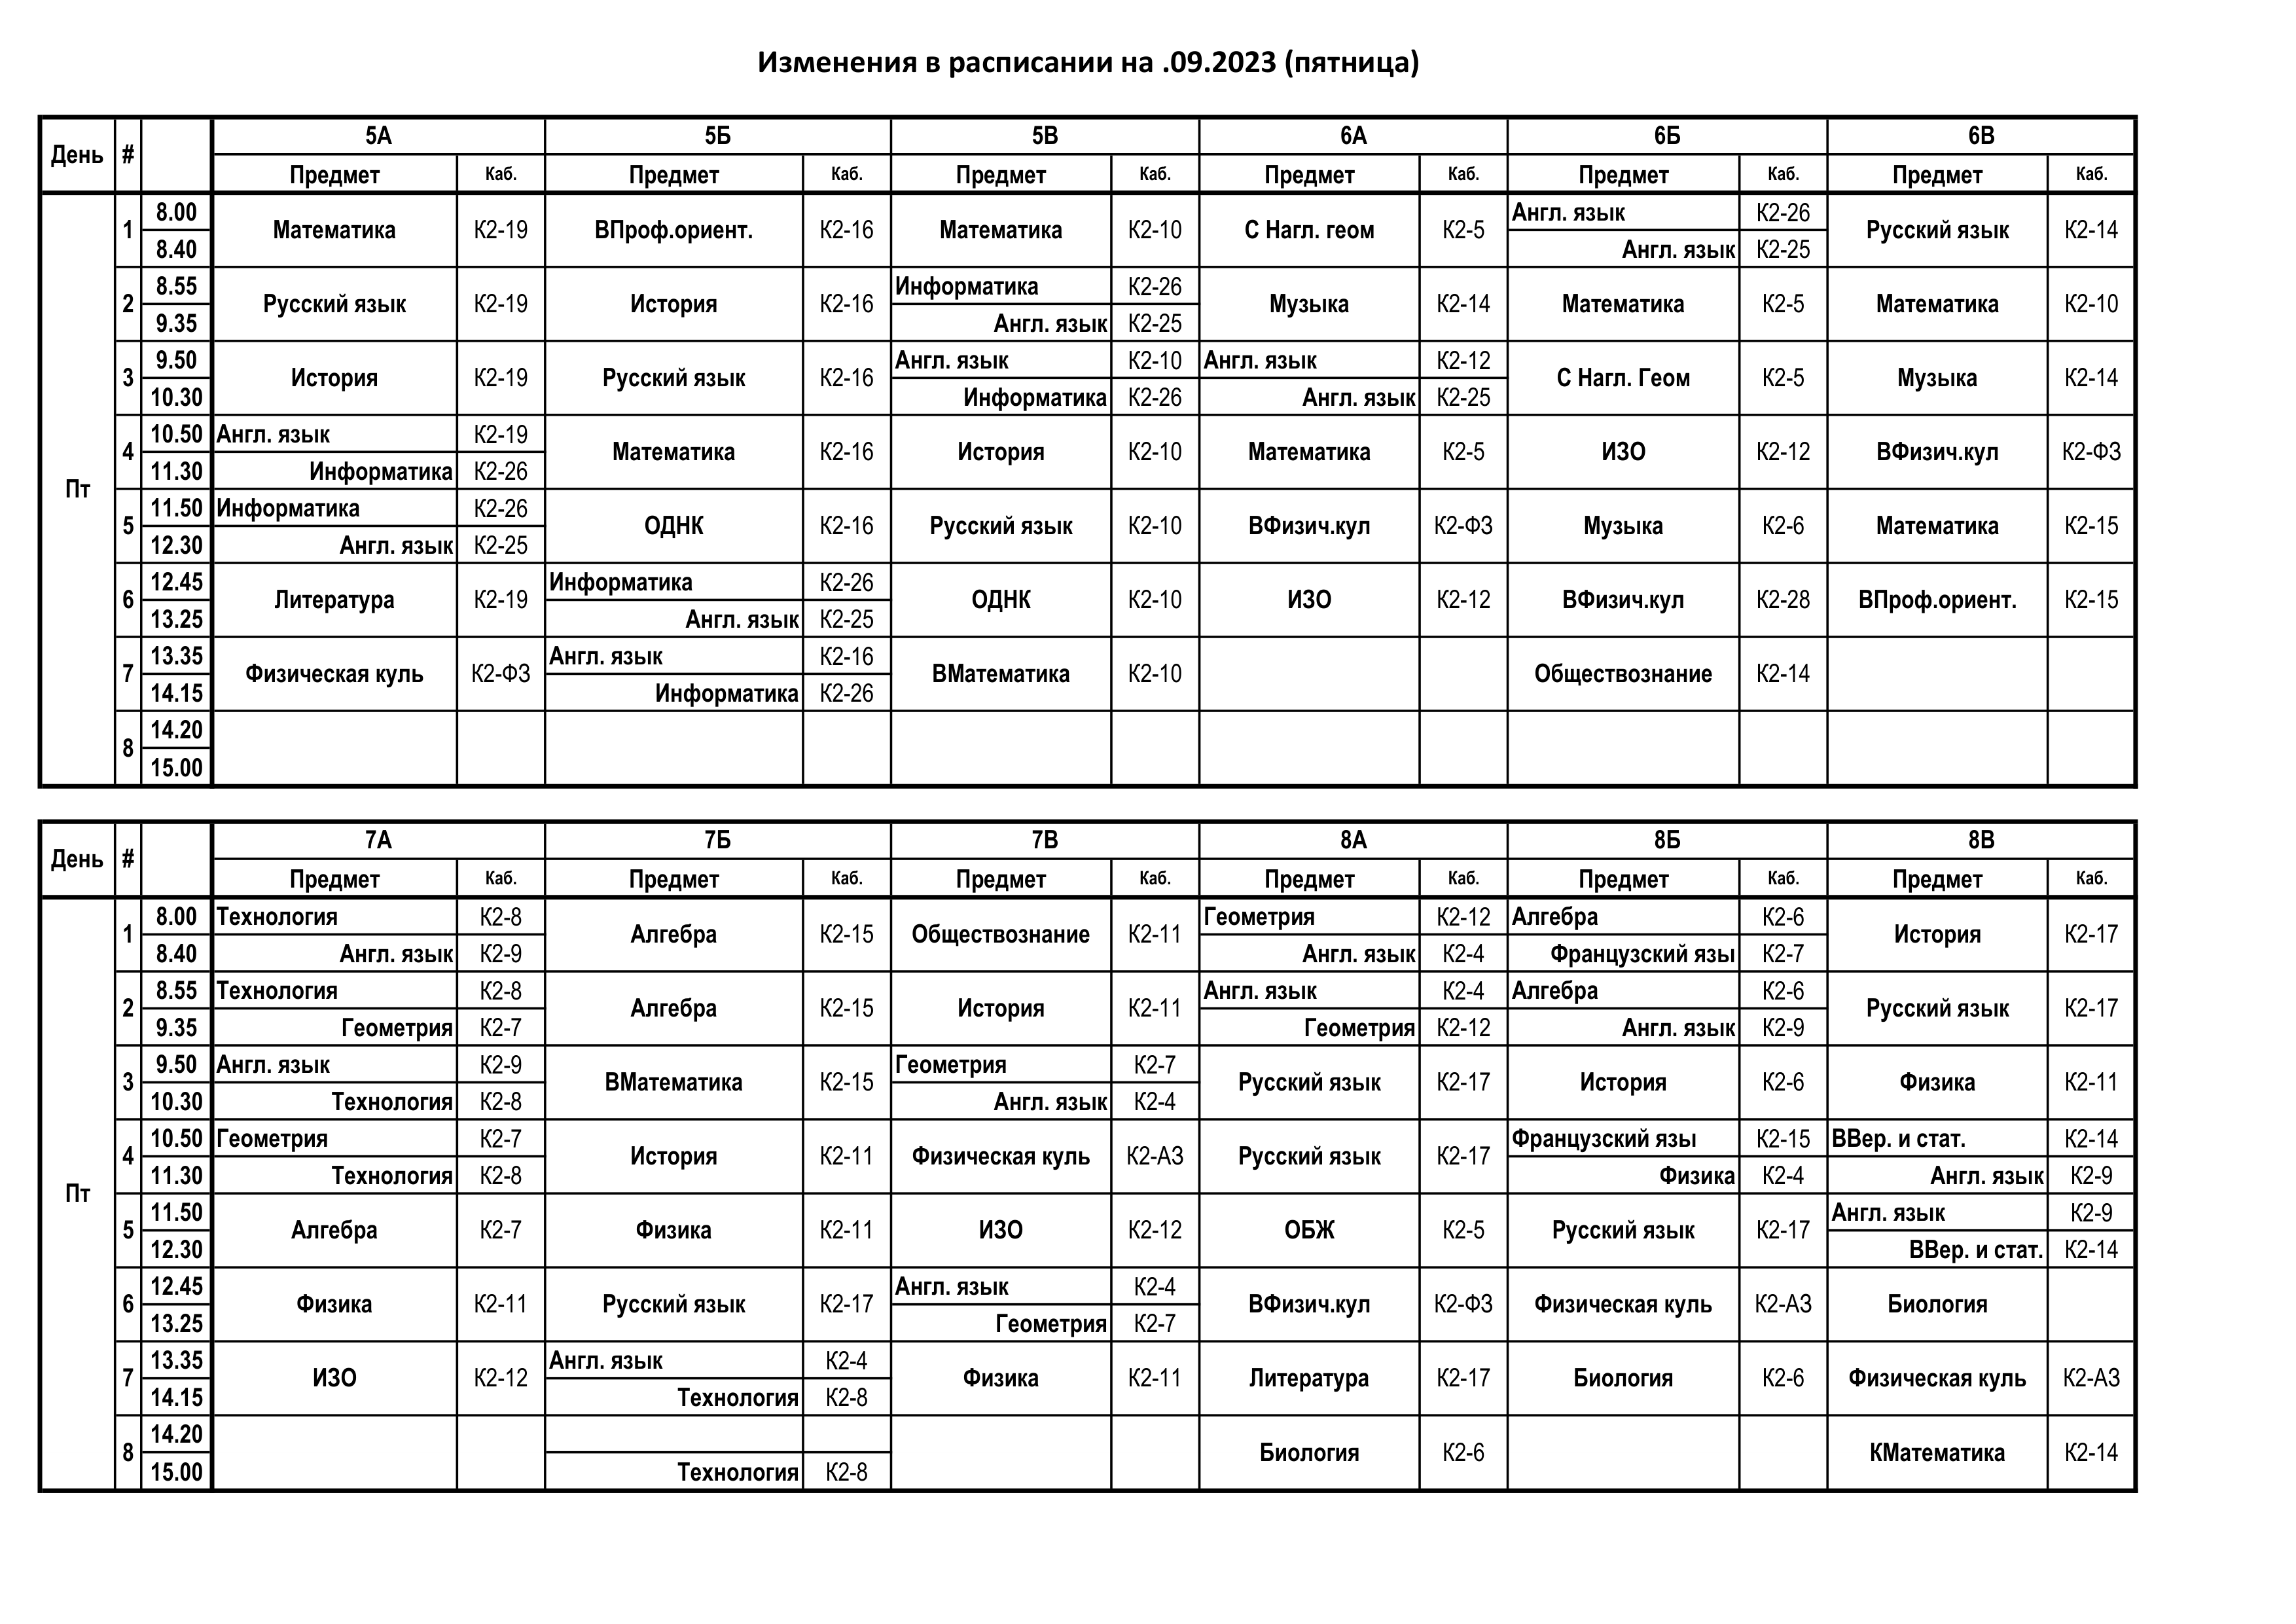 Изменения в расписании на .09.2023 (пятница)
День # 5А 5Б 5В 6А 6Б 6В
Предмет Каб. Предмет Каб. Предмет Каб. Предмет Каб. Предмет Каб. Предмет Каб.
Пт
1 8.00 8.40 Математика К2-19 ВПроф.ориент. К2-16 Математика К2-10 С Нагл. геом К2-5 Англ. язык К2-26 Англ. язык К2-25 Русский язык К2-14
2 8.55 9.35 Русский язык К2-19 История К2-16 Информатика К2-26 Англ. язык К2-25 Музыка К2-14 Математика К2-5 Математика К2-10
3 9.50 10.30 История К2-19 Русский язык К2-16 Англ. язык К2-10 Информатика К2-26 Англ. язык К2-12 Англ. язык К2-25 С Нагл. Геом К2-5 Музыка К2-14
4 10.50 11.30 Англ. язык К2-19 Информатика К2-26 Математика К2-16 История К2-10 Математика К2-5 ИЗО К2-12 ВФизич.кул К2-ФЗ
5 11.50 12.30 Информатика К2-26 Англ. язык К2-25 ОДНК К2-16 Русский язык К2-10 ВФизич.кул К2-ФЗ Музыка К2-6 Математика К2-15
6 12.45 13.25 Литература К2-19 Информатика К2-26 Англ. язык К2-25 ОДНК К2-10 ИЗО К2-12 ВФизич.кул К2-28 ВПроф.ориент. К2-15
7 13.35 14.15 Физическая куль К2-ФЗ Англ. язык К2-16 Информатика К2-26 ВМатематика К2-10 Обществознание К2-14
8 14.20 15.00
День # 7А 7Б 7В 8А 8Б 8В
Предмет Каб. Предмет Каб. Предмет Каб. Предмет Каб. Предмет Каб. Предмет Каб.
Пт
1 8.00 8.40 Технология К2-8 Англ. язык К2-9 Алгебра К2-15 Обществознание К2-11 Геометрия К2-12 Англ. язык К2-4 Алгебра К2-6 Французский язы К2-7 История К2-17
2 8.55 9.35 Технология К2-8 Геометрия К2-7 Алгебра К2-15 История К2-11 Англ. язык К2-4 Геометрия К2-12 Алгебра К2-6 Англ. язык К2-9 Русский язык К2-17
3 9.50 10.30 Англ. язык К2-9 Технология К2-8 ВМатематика К2-15 Геометрия К2-7 Англ. язык К2-4 Русский язык К2-17 История К2-6 Физика К2-11
4 10.50 11.30 Геометрия К2-7 Технология К2-8 История К2-11 Физическая куль К2-АЗ Русский язык К2-17 Французский язы К2-15 Физика К2-4 ВВер. и стат. К2-14 Англ. язык К2-9
5 11.50 12.30 Алгебра К2-7 Физика К2-11 ИЗО К2-12 ОБЖ К2-5 Русский язык К2-17 Англ. язык К2-9 ВВер. и стат. К2-14
6 12.45 13.25 Физика К2-11 Русский язык К2-17 Англ. язык К2-4 Геометрия К2-7 ВФизич.кул К2-ФЗ Физическая куль К2-АЗ Биология
7 13.35 14.15 ИЗО К2-12 Англ. язык К2-4 Технология К2-8 Физика К2-11 Литература К2-17 Биология К2-6 Физическая куль К2-АЗ
8 14.20 15.00 Технология К2-8 Биология К2-6 КМатематика К2-14